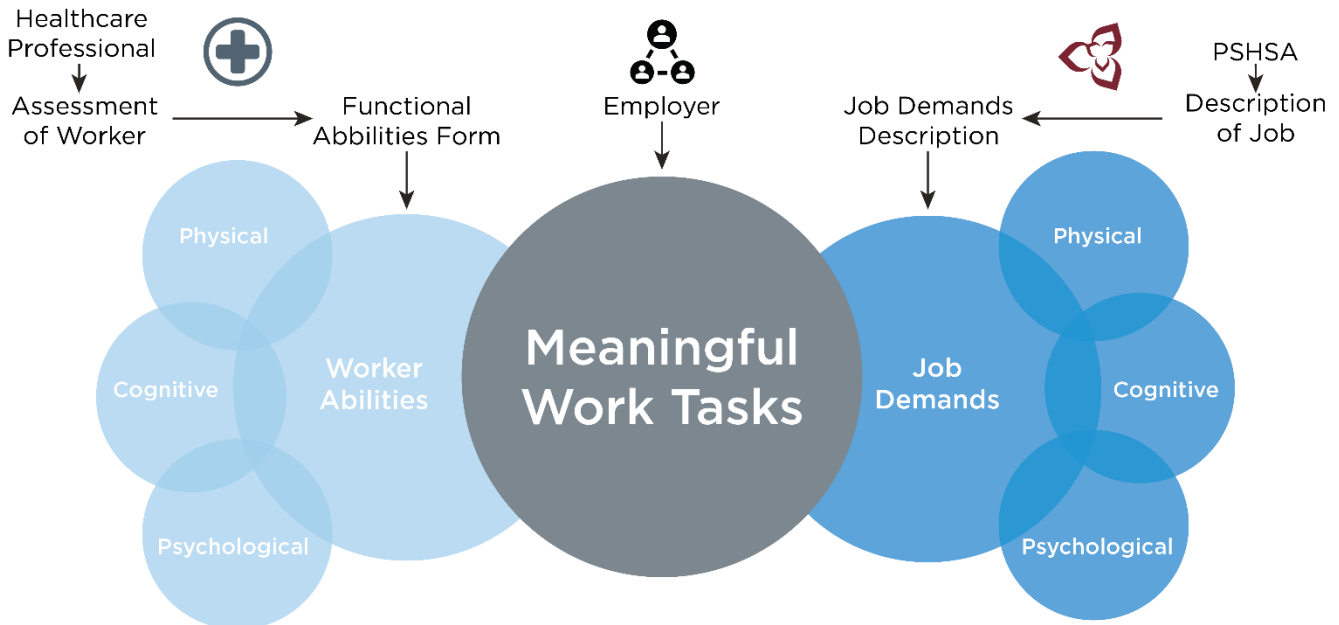 Healthcare
Professional
Assessment
of Worker
Functional
Abbilities Form
Employer
Job Demands
Description
PSHSA
Description
of Job
Physical
Cognitive
Psychological
Worker
Abilities
Meaningful
Work Tasks
Job
Demands
Physical
Cognitive
Psychological